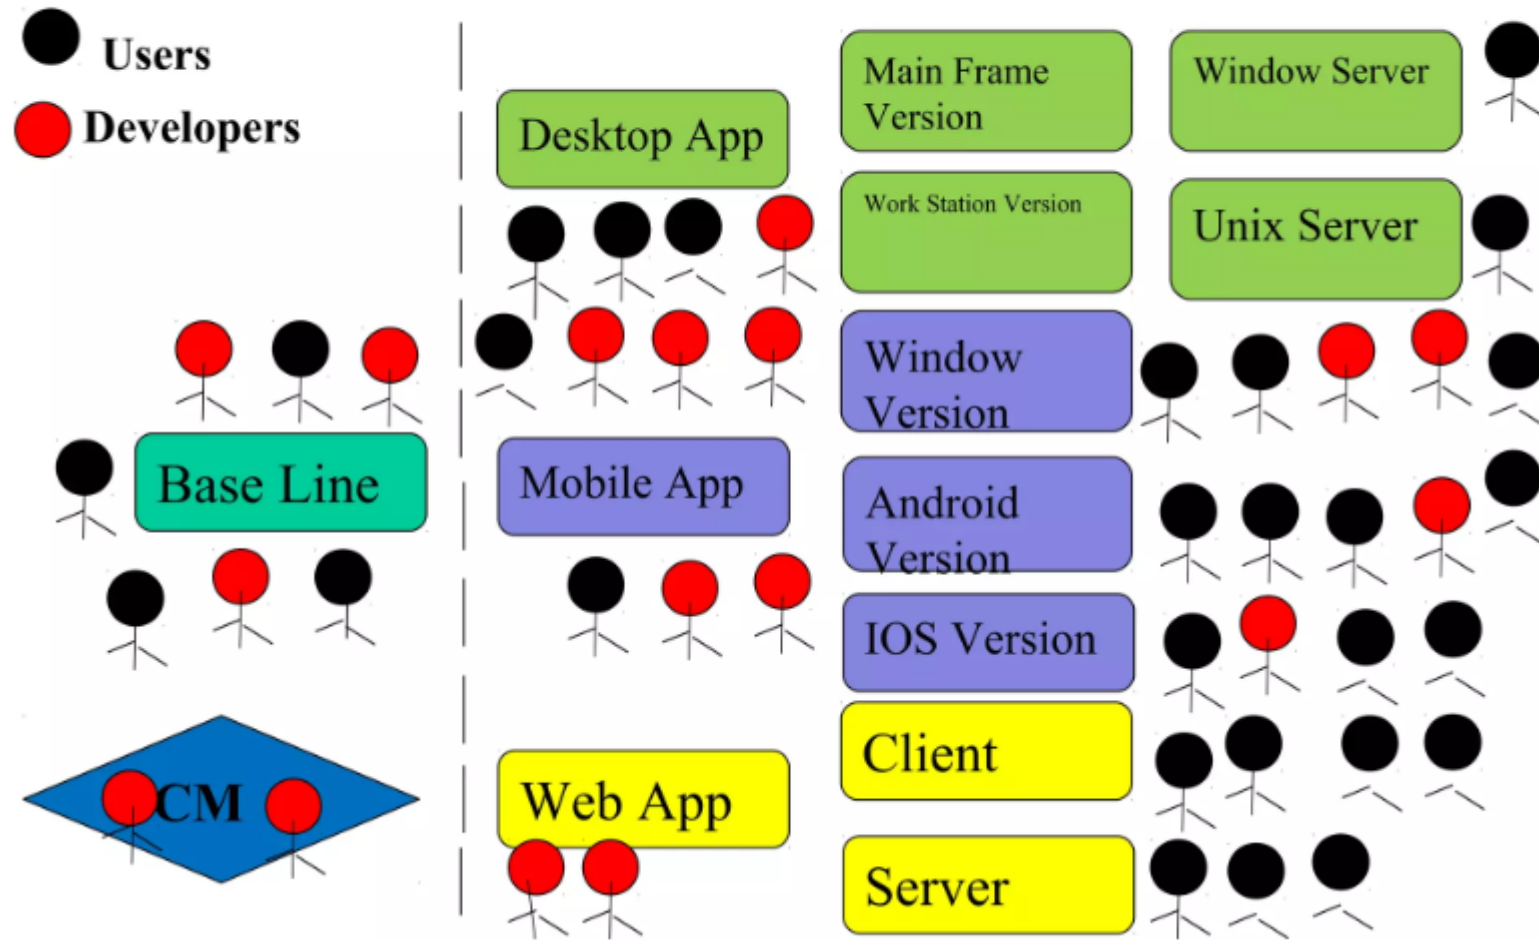 Users
Developers
Desktop App
Main Frame
Version
Window Server
Work Station Version
Unix Server
Window
Version
Base Line
Mobile App
Android
Version
IOS Version
CM
Web App
Client
Server